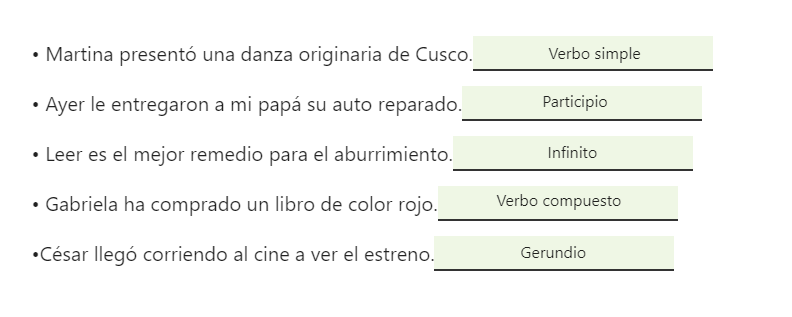 • Martina presentó una danza originaria de Cusco. Verbo simple
• Ayer le entregaron a mi papá su auto reparado. Participio
• Leer es el mejor remedio para el aburrimiento. Infinito
• Gabriela ha comprado un libro de color rojo. Verbo compuesto
•César llegó corriendo al cine a ver el estreno. Gerundio